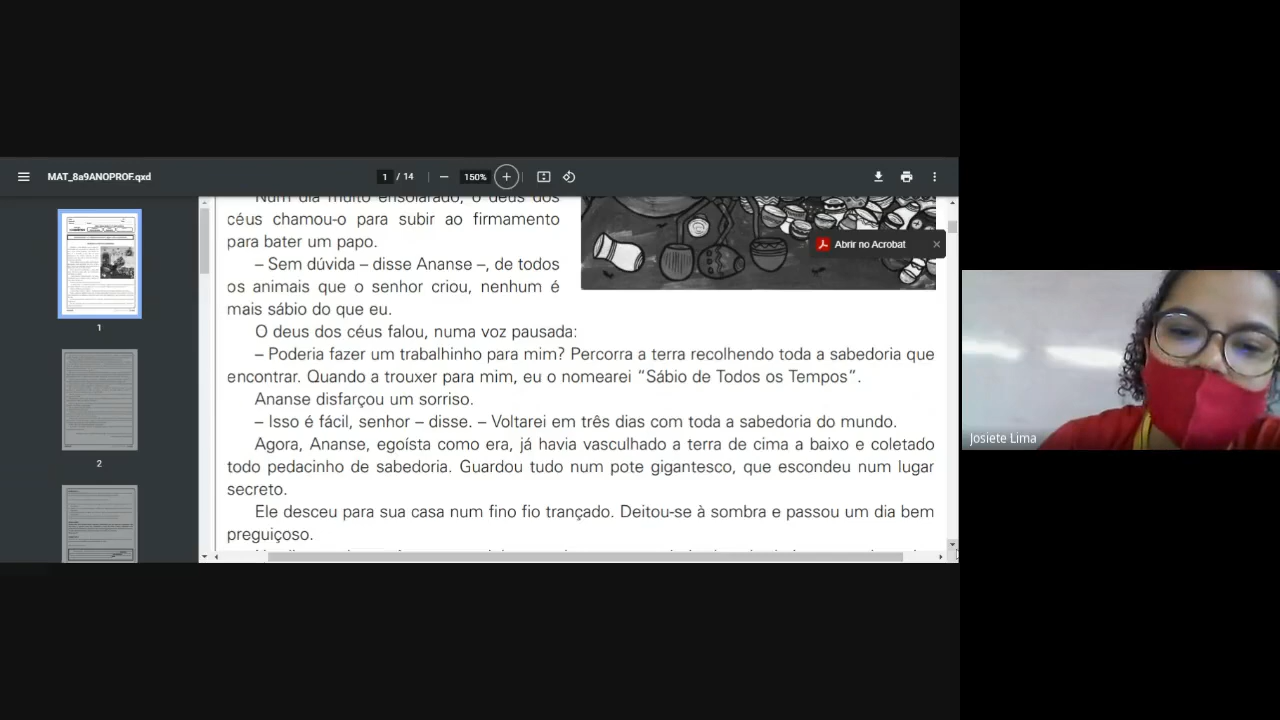 MAT_8a9ANOPROF.qxd
1 / 14
150%
Num dia muito ensolarado, o deus dos
céus chamou-o para subir ao firmamento
para bater um papo.
– Sem dúvida – disse Ananse –, de todos
os animais que o senhor criou, nenhum é
mais sábio do que eu.
Abrir no Acrobat
O deus dos céus falou, numa voz pausada:
– Poderia fazer um trabalhinho para mim? Percorra a terra recolhendo toda a sabedoria que
encontrar. Quando a trouxer para mim, eu o nomearei “Sábio de Todos os Tempos”.
Ananse disfarçou um sorriso.
– Isso é fácil, senhor – disse. – Voltarei em três dias com toda a sabedoria do mundo.
Agora, Ananse, egoísta como era, já havia vasculhado a terra de cima a baixo e coletado
todo pedacinho de sabedoria. Guardou tudo num pote gigantesco, que escondeu num lugar
secreto.
Ele desceu para sua casa num fino fio trançado. Deitou-se à sombra e passou um dia bem
preguiçoso.
1
2
Josiete Lima